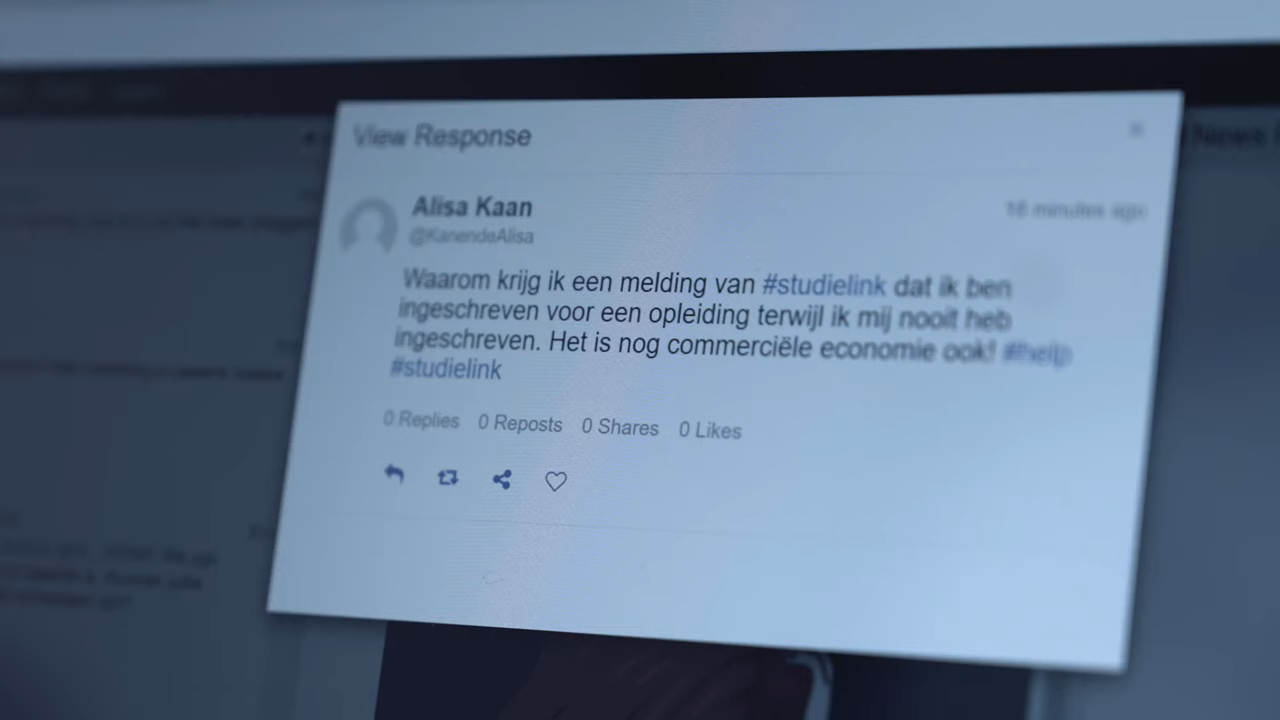 View Response
Alisa Kaan
@KanendeAlisa
16 minutes ago
Waarom krijg ik een melding van #studielink dat ik ben
ingeschreven voor een opleiding terwijl ik mij nooit heb
ingeschreven. Het is nog commerciële economie ook! #help
#studielink
0 Replies 0 Reposts 0 Shares 0 Likes
News